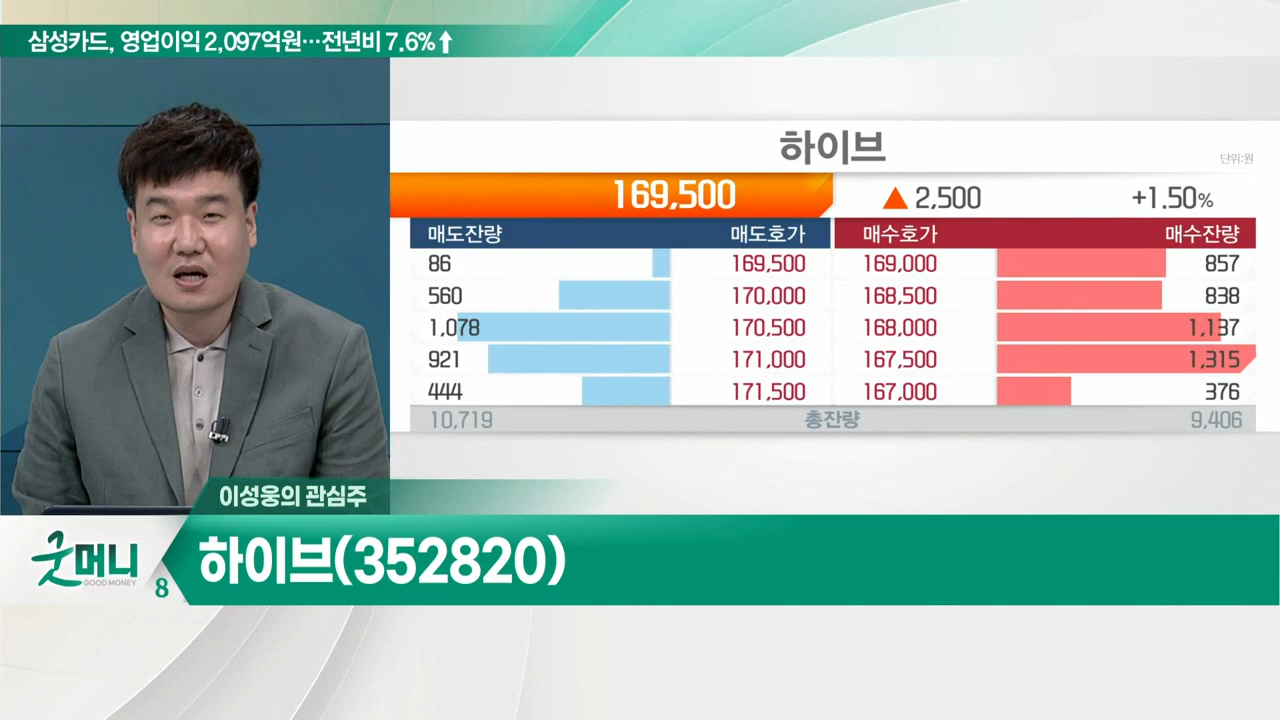 삼성카드, 영업이익 2,097억원…전년비 7.6%⬆
하이브
단위:원
169,500 ▲ 2,500 +1.50%
매도잔량 매도호가 매수호가 매수잔량
86 169,500 169,000 857
560 170,000 168,500 838
1,078 170,500 168,000 1,137
921 171,000 167,500 1,315
444 171,500 167,000 376
10,719 총잔량 9,406
이성웅의 관심주
굿머니
GOOD MONEY
8
하이브(352820)